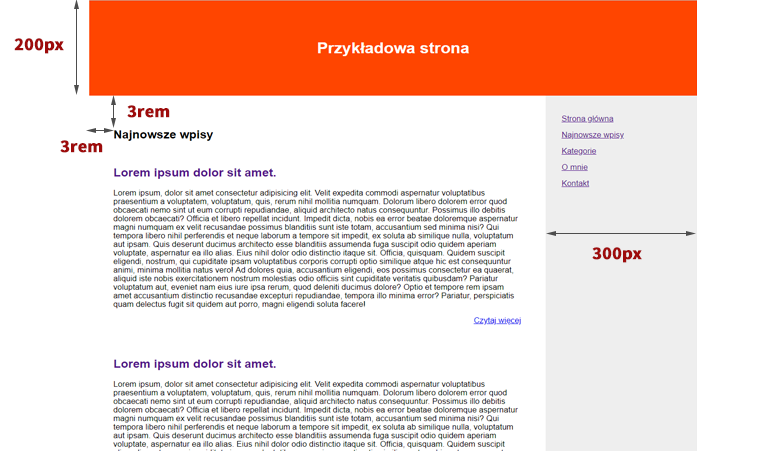 200px
Przykładowa strona
3rem
3rem
Najnowsze wpisy
Strona główna
Najnowsze wpisy
Kategorie
O mnie
Kontakt
300px
Lorem ipsum dolor sit amet.
Lorem ipsum, dolor sit amet consectetur adipisicing elit. Velit expedita commodi aspernatur voluptatibus
praesentium a voluptatem, voluptatum, quis, rerum nihil mollitia numquam. Dolorum libero dolorem error quod
obcaecati nemo sint ut eum corrupti repudiandae, aliquid architecto natus consequuntur. Possimus illo debitis
dolorem obcaecati? Officia et libero repellat incidunt. Impedit dicta, nobis ea error beatae doloremque aspernatur
magni numquam ex velit recusandae possimus blanditiis sunt iste totam, accusantium sed minima nisi? Quia
voluptatem libero nihil perferendis et neque laborum a tempore sit impedit, ex soluta ab similique nulla, voluptatum
aut ipsam. Quis deserunt ducimus architecto esse blanditiis assumenda fuga suscipit odio quidem aperiam
voluptate, aspernatur ea illo alias. Eius nihil dolor odio distinctio itaque sit. Officia, quisquam. Quidem suscipit
eligendi, nostrum, qui cupiditate ipsam voluptatibus corporis corrupti optio similique atque hic est consequuntur
animi, minima mollitia natus vero! Ad dolores quia, accusantium eligendi, eos possimus consectetur ea quaerat,
aliquid iste nobis exercitationem nostrum molestias odio officiis sint cupiditate veritatis quibusdam? Pariatur
voluptatum aut, eveniet nam eius iure ipsa rerum, quod deleniti ducimus dolore? Optio et tempore rem ipsam
amet accusantium distinctio recusandae excepturi repudiandae, tempora illo minima error? Pariatur, perspiciatis
quam delectus fugit sit quidem aut porro, magni eligendi soluta facere!
Czytaj więcej
Lorem ipsum dolor sit amet.
Lorem ipsum, dolor sit amet consectetur adipisicing elit. Velit expedita commodi aspernatur voluptatibus
praesentium a voluptatem, voluptatum, quis, rerum nihil mollitia numquam. Dolorum libero dolorem error quod
obcaecati nemo sint ut eum corrupti repudiandae, aliquid architecto natus consequuntur. Possimus illo debitis
dolorem obcaecati? Officia et libero repellat incidunt. Impedit dicta, nobis ea error beatae doloremque aspernatur
magni numquam ex velit recusandae possimus blanditiis sunt iste totam, accusantium sed minima nisi? Quia
voluptatem libero nihil perferendis et neque laborum a tempore sit impedit, ex soluta ab similique nulla, voluptatum
aut ipsam. Quis deserunt ducimus architecto esse blanditiis assumenda fuga suscipit odio quidem aperiam
voluptate, aspernatur ea illo alias. Eius nihil dolor odio distinctio itaque sit. Officia, quisquam. Quidem suscipit